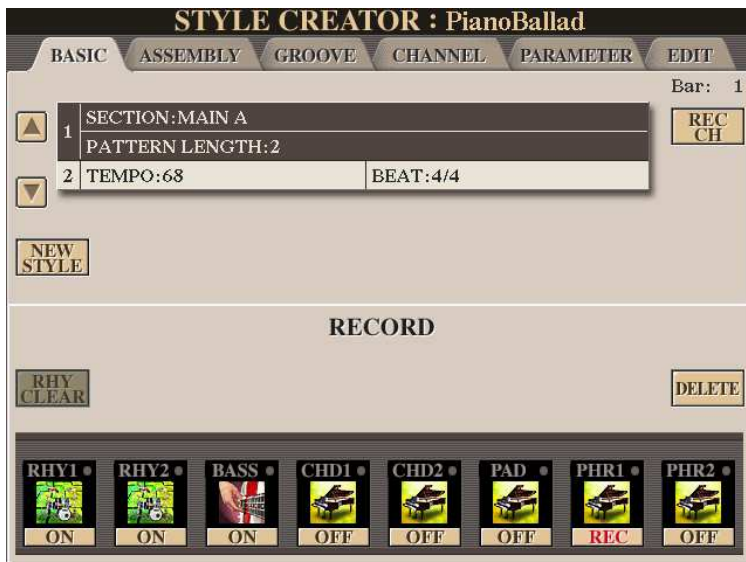 STYLE CREATOR : PianoBallad
BASIC ASSEMBLY GROOVE CHANNEL PARAMETER EDIT
Bar: 1
1 SECTION:MAIN A
PATTERN LENGTH:2
2 TEMPO:68 BEAT:4/4
REC
CH
NEW
STYLE
RECORD
RHY
CLEAR
DELETE
RHY1 RHY2 BASS CHD1 CHD2 PAD PHR1 PHR2
ON ON ON OFF OFF OFF REC OFF